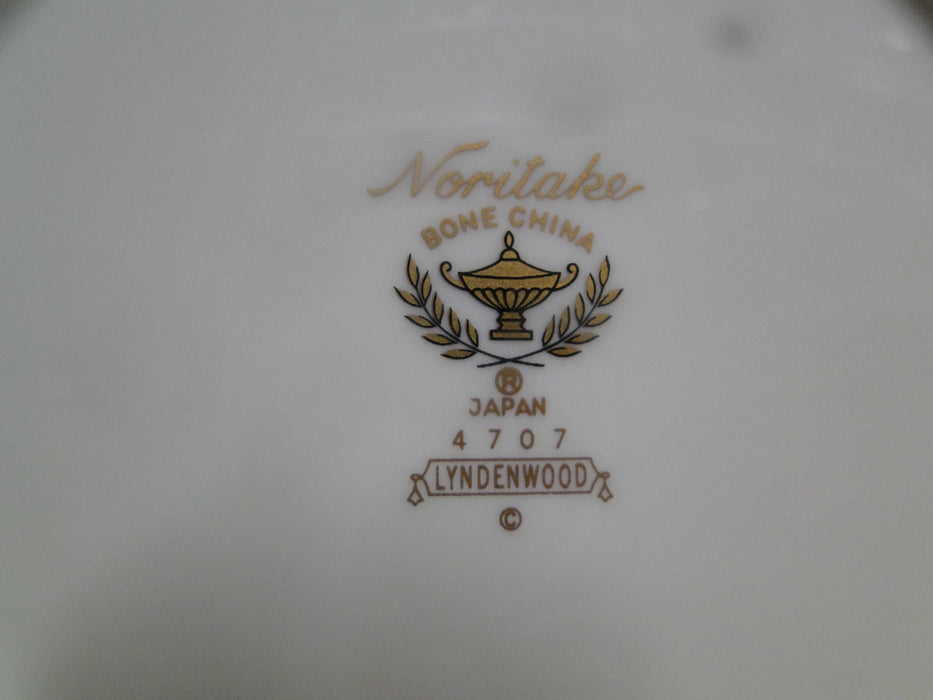 Noritake
BONE CHINA
®
JAPAN
4707
LYNDENWOOD
©